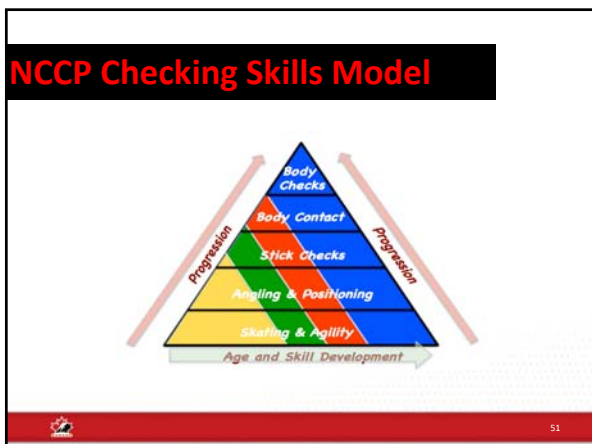 NCCP Checking Skills Model
Body
Checks
Body Contact
Stick Checks
Angling & Positioning
Skating & Agility
Progression
Progression
Age and Skill Development
51